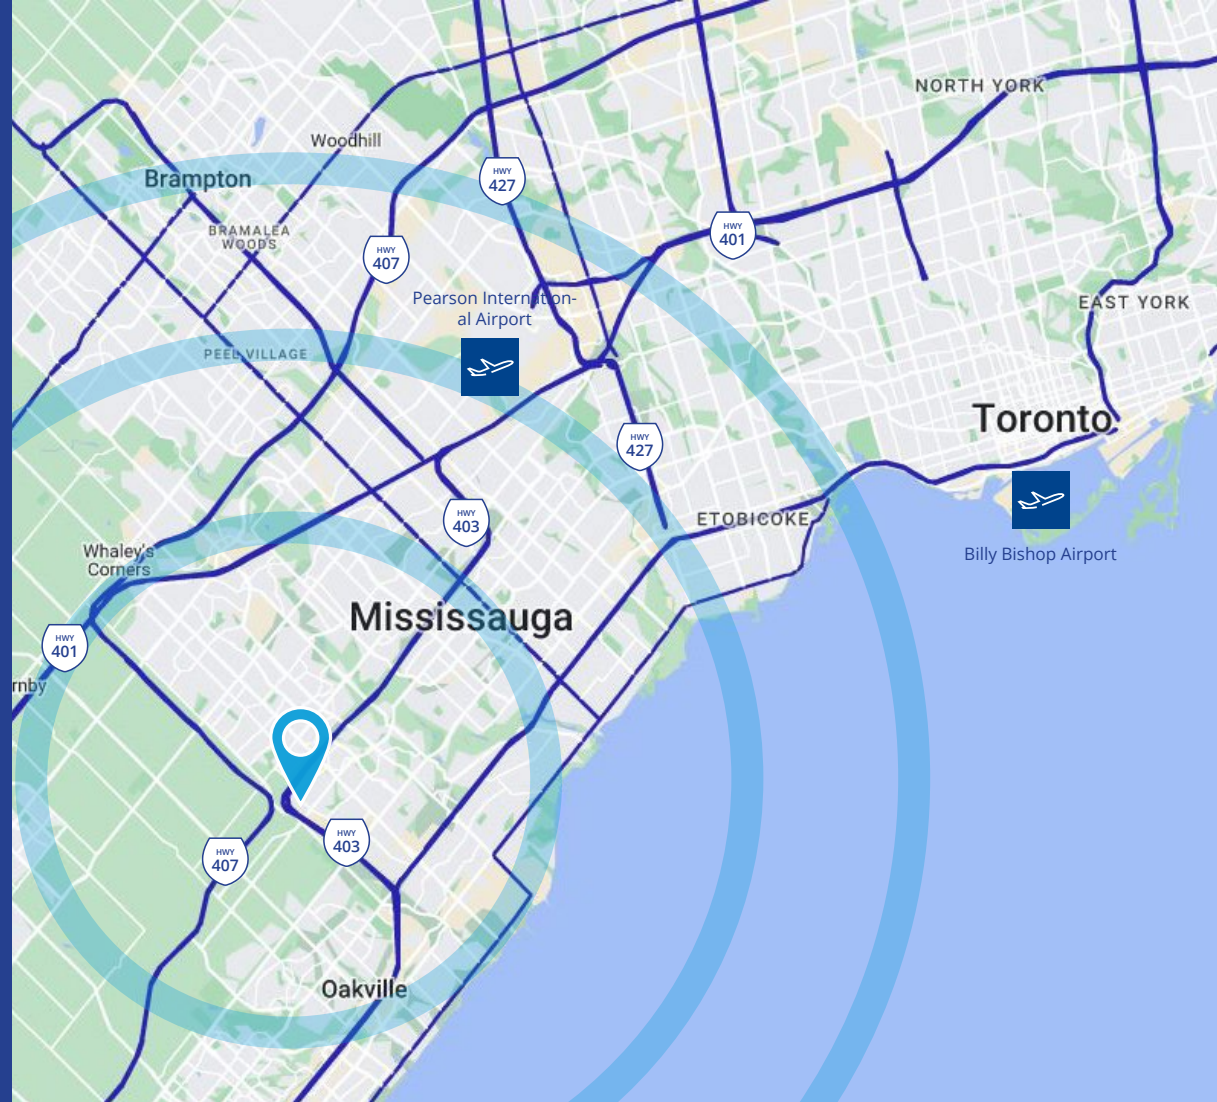 NORTH YORK
Woodhill
Brampton
HWY
427
BRAMALEA
WOODS
HWY
401
HWY
407
Pearson Internation-
al Airport
EAST YORK
PEEL VILLAGE
Toronto
HWY
427
HWY
403
ETOBICOKE
Billy Bishop Airport
Whaley's
Corners
Mississauga
HWY
401
rnby
HWY
403
HWY
407
Oakville